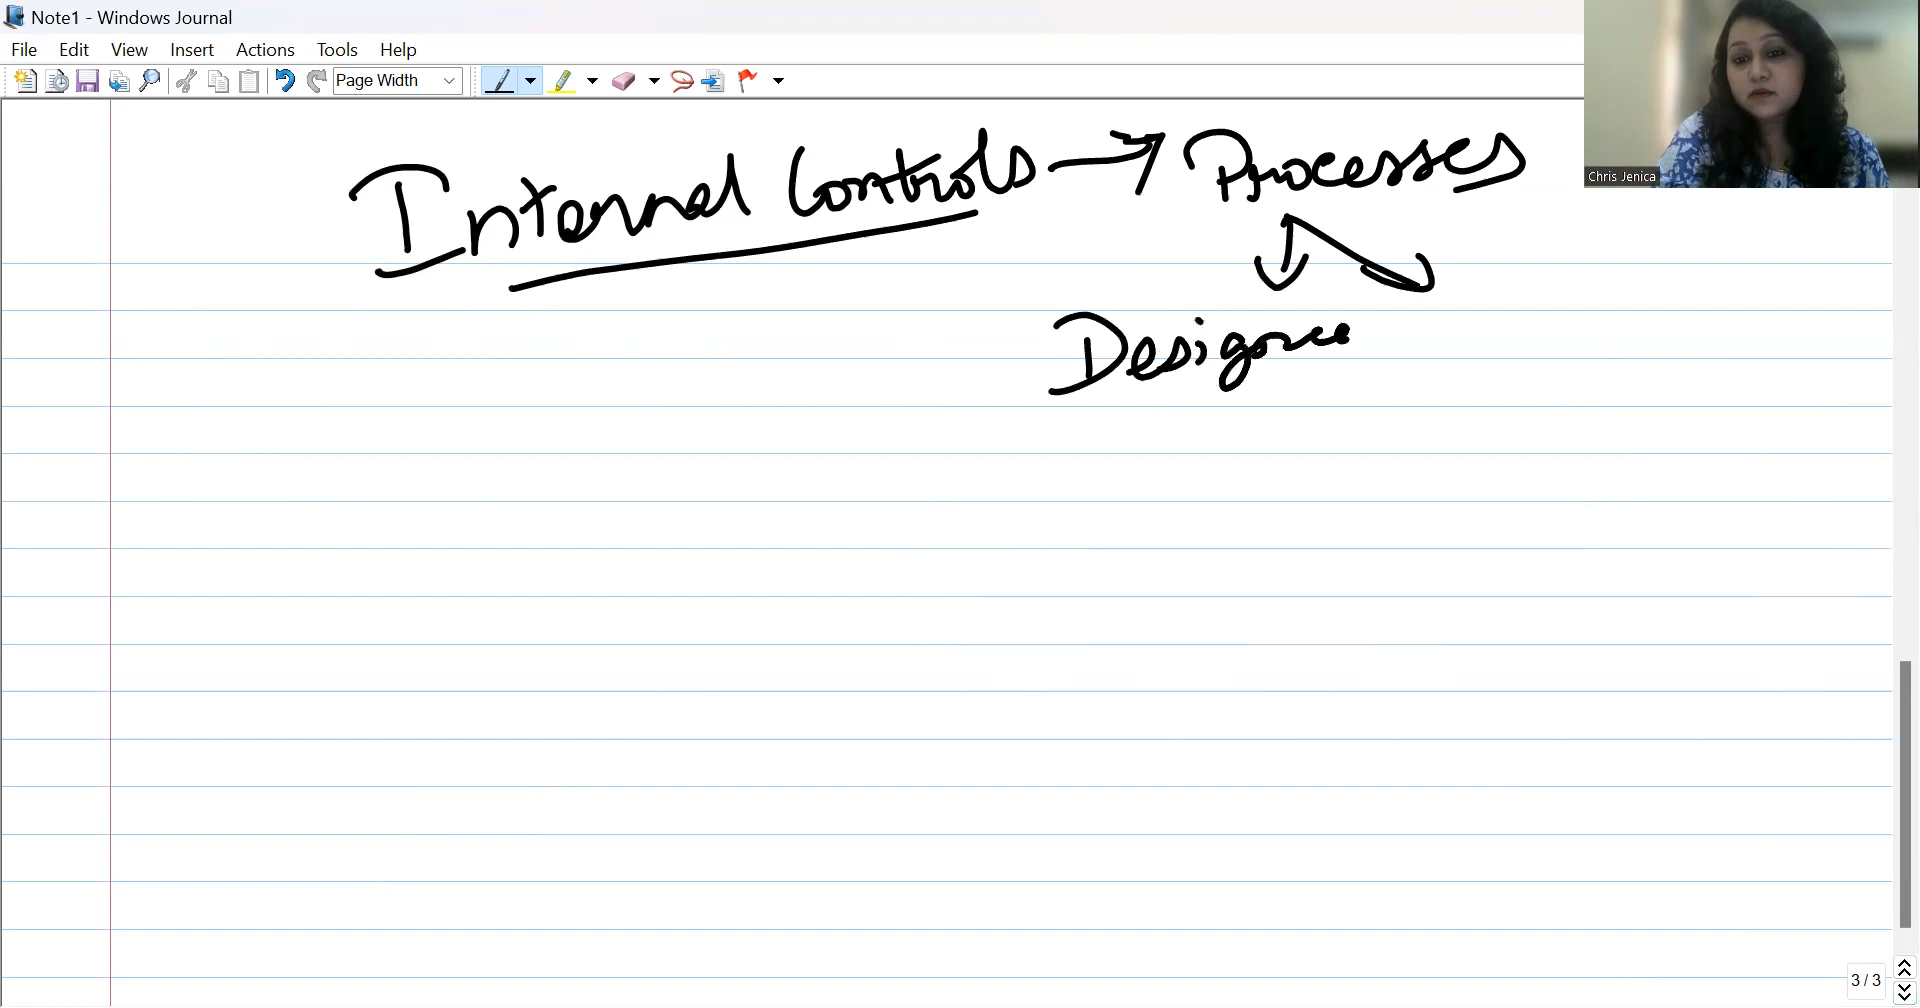 Note1 - Windows Journal
File Edit View Insert Actions Tools Help
Page Width
Chris Jenica
Internal Controls → Processes
Designe
3 / 3